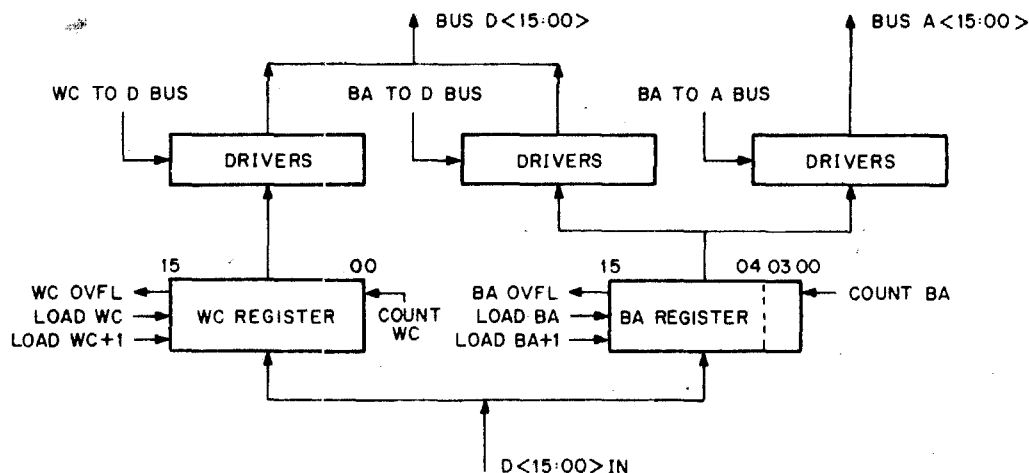 BUS D<15:00>
BUS A<15:00>
WC TO D BUS
BA TO D BUS
BA TO A BUS
DRIVERS
DRIVERS
DRIVERS
15
00
15
04 03 00
WC OVFL
LOAD WC
LOAD WC+1
WC REGISTER
COUNT
WC
BA OVFL
LOAD BA
LOAD BA+1
BA REGISTER
COUNT BA
D<15:00>IN